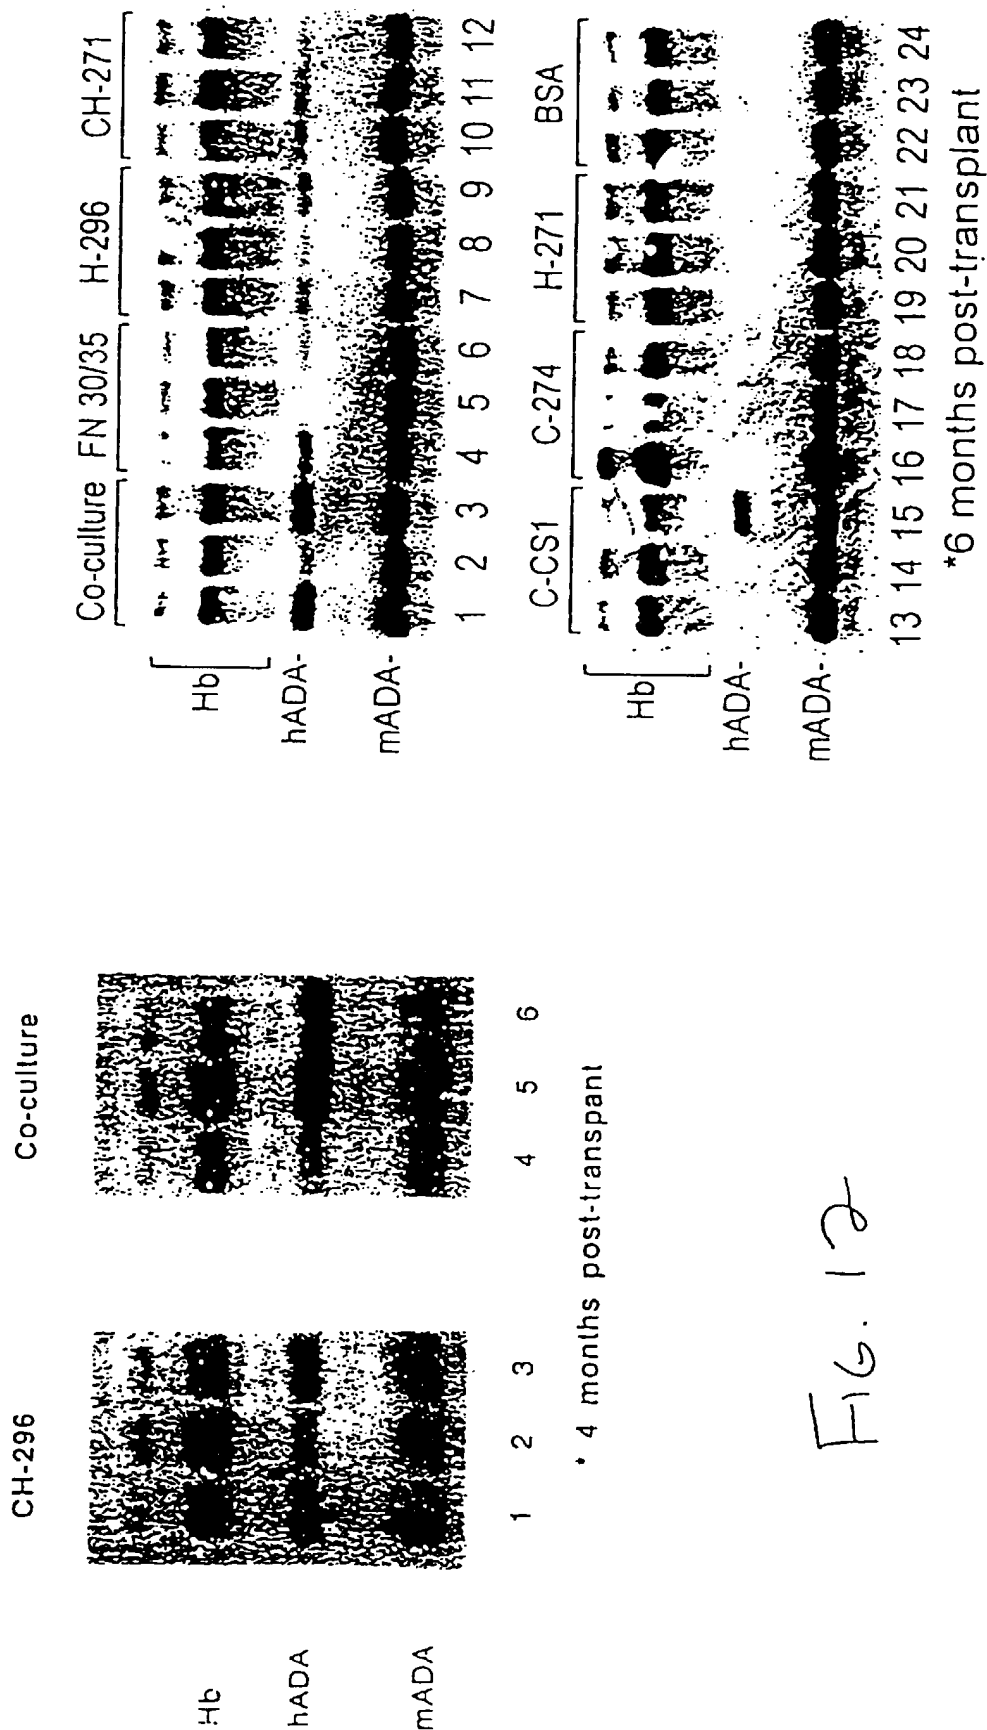 CH-296
Co-culture
Hb
hADA
mADA
1 2 3
4 5 6
* 4 months post-transpant
Co-culture FN 30/35 H-296 CH-271
Hb
hADA-
mADA-
1 2 3 4 5 6 7 8 9 10 11 12
C-CS1 C-274 H-271 BSA
Hb
hADA-
mADA-
13 14 15 16 17 18 19 20 21 22 23 24
*6 months post-transplant
FIG. 12